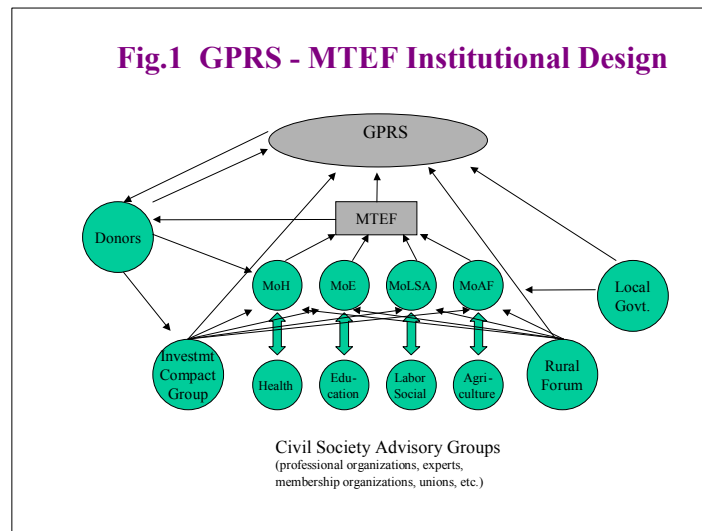 Fig.1 GPRS - MTEF Institutional Design
GPRS
MTEF
Donors
MoH
MoE
MoLSA
MoAF
Local
Govt.
Investmt
Compact
Group
Health
Edu-
cation
Labor
Social
Agri-
culture
Rural
Forum
Civil Society Advisory Groups
(professional organizations, experts,
membership organizations, unions, etc.)